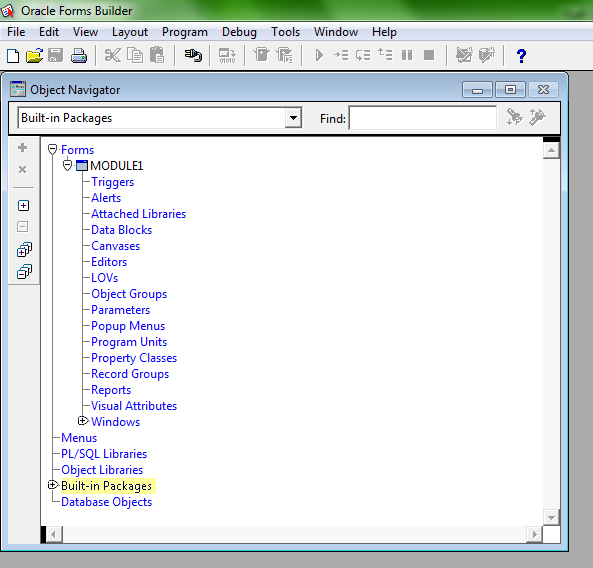 Oracle Forms Builder
File Edit View Layout Program Debug Tools Window Help
Object Navigator
Built-in Packages Find:
Forms
MODULE1
Triggers
Alerts
Attached Libraries
Data Blocks
Canvases
Editors
LOVs
Object Groups
Parameters
Popup Menus
Program Units
Property Classes
Record Groups
Reports
Visual Attributes
Windows
Menus
PL/SQL Libraries
Object Libraries
Built-in Packages
Database Objects